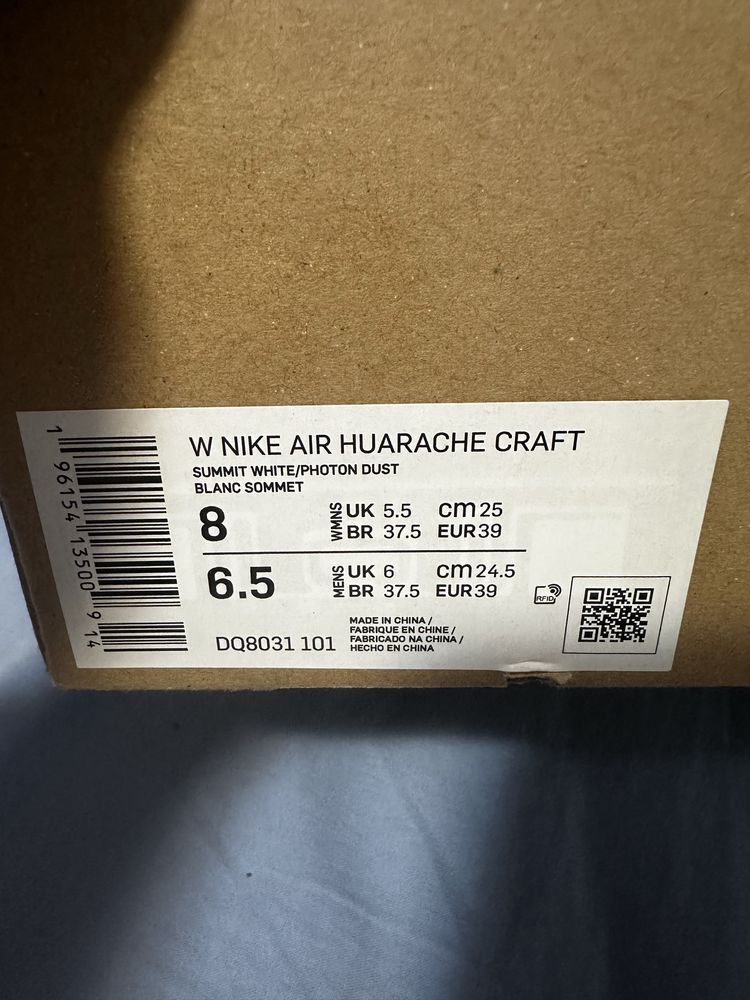 W NIKE AIR HUARACHE CRAFT
SUMMIT WHITE/PHOTON DUST
BLANC SOMMET
8 WMNS UK 5.5 cm 25
BR 37.5 EUR 39
6.5 MENS UK 6 cm 24.5
BR 37.5 EUR 39
RFID
DQ8031 101
MADE IN CHINA /
FABRIQUE EN CHINE /
FABRICADO NA CHINA /
HECHO EN CHINA
1 96154 13500 9 14